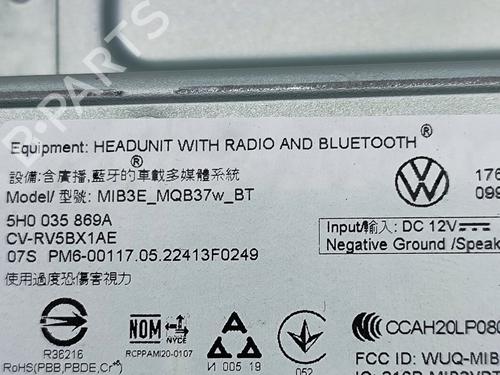 B-PARTS
Equipment: HEADUNIT WITH RADIO AND BLUETOOTH®
設備:含廣播,藍牙的車載多媒體系統
®
Model/ 型號: MIB3E_MQB37w_BT
5H0 035 869A
CV-RV5BX1AE
07S PM6-00117.05.22413F0249
使用過度恐傷害視力
176
099
Input/輸入: DC 12V
Negative Ground /Speak
R36216
RoHS(PBB,PBDE,Cr
NOM
NYCE
RCPPAMI20-0107
И 005 19
052
CCAH20LP080
FCC ID: WUQ-MIB